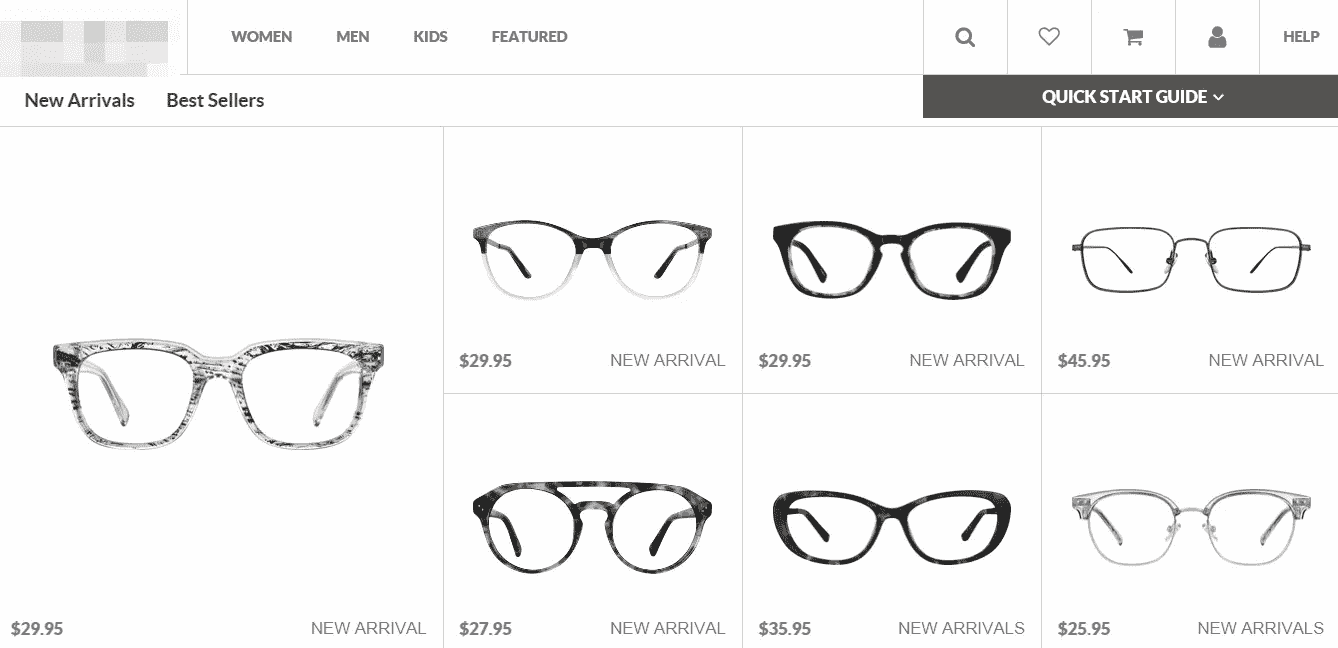 WOMEN MEN KIDS FEATURED HELP
New Arrivals Best Sellers QUICK START GUIDE
$29.95 NEW ARRIVAL $29.95 NEW ARRIVAL $45.95 NEW ARRIVAL
$29.95 NEW ARRIVAL $27.95 NEW ARRIVAL $35.95 NEW ARRIVALS $25.95 NEW ARRIVALS